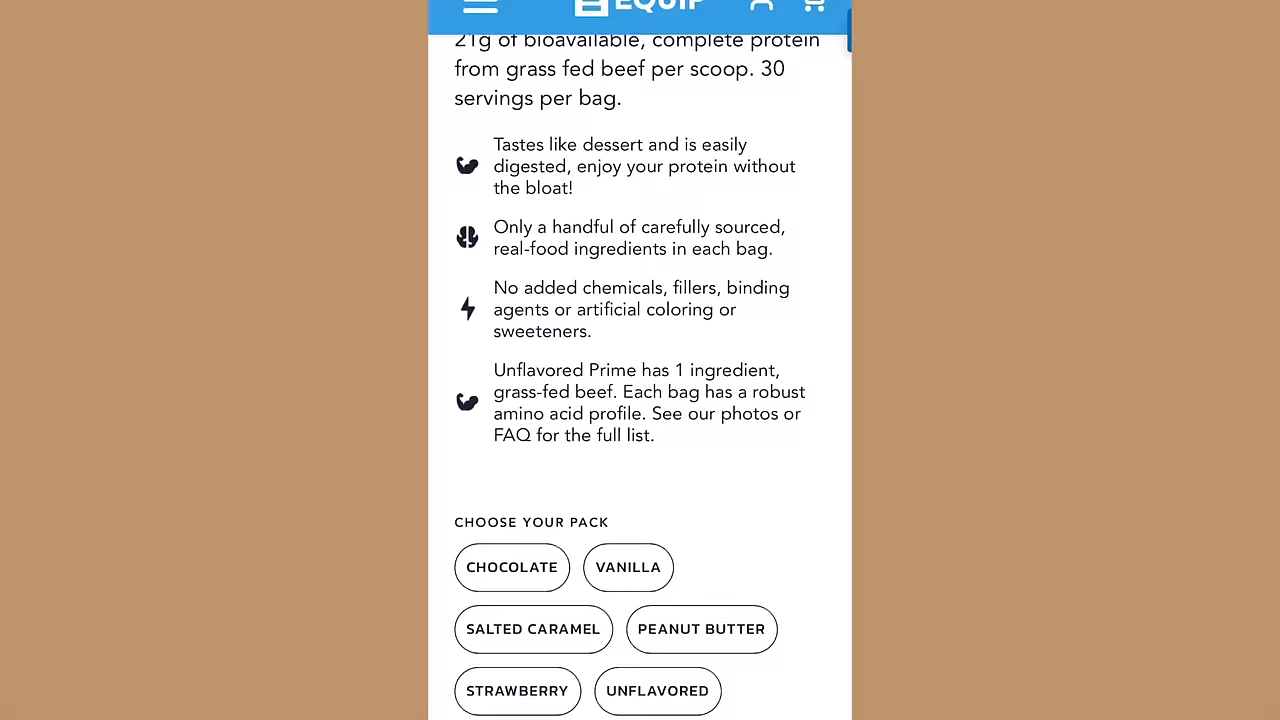 EQUIP
21g of bioavailable, complete protein
from grass fed beef per scoop. 30
servings per bag.
Tastes like dessert and is easily
digested, enjoy your protein without
the bloat!
Only a handful of carefully sourced,
real-food ingredients in each bag.
No added chemicals, fillers, binding
agents or artificial coloring or
sweeteners.
Unflavored Prime has 1 ingredient,
grass-fed beef. Each bag has a robust
amino acid profile. See our photos or
FAQ for the full list.
CHOOSE YOUR PACK
CHOCOLATE VANILLA
SALTED CARAMEL PEANUT BUTTER
STRAWBERRY UNFLAVORED